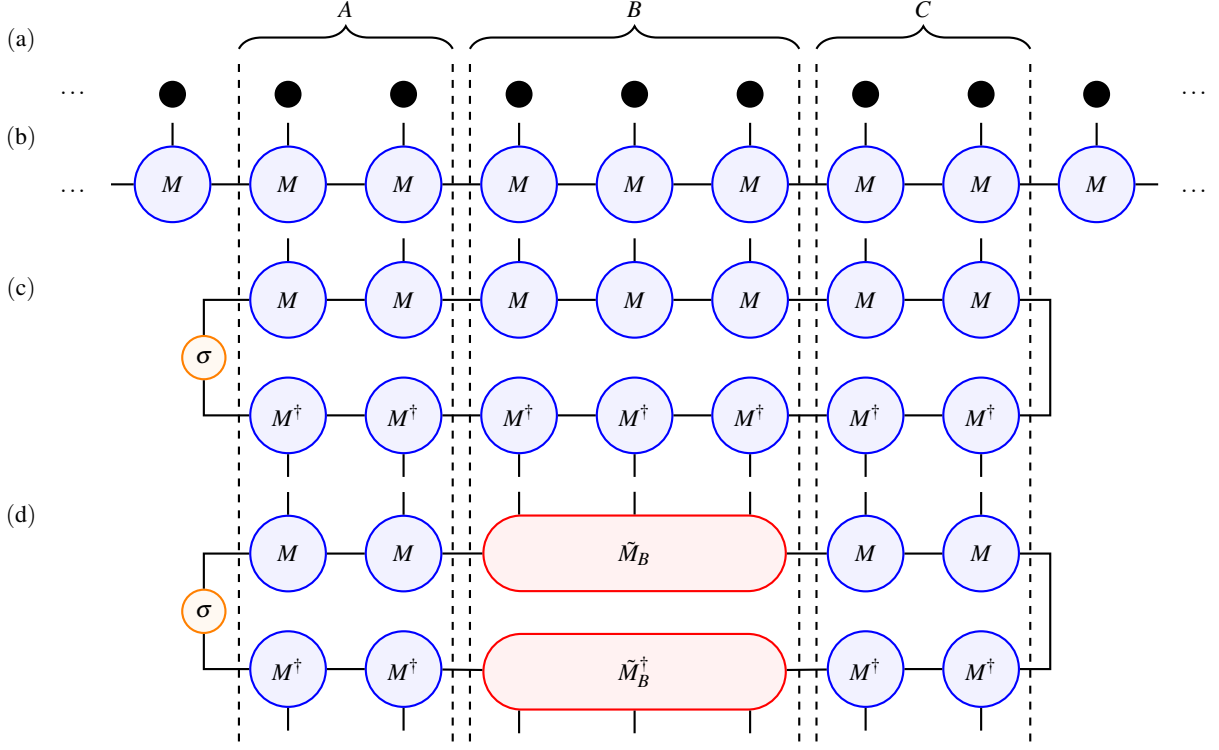 A B C
(a)
… …
(b)
… M M M M M M M M M …
(c)
M M M M M M M
σ
M† M† M† M† M† M† M†
(d)
M M M̃_B M M
σ
M† M† M̃†_B M† M†